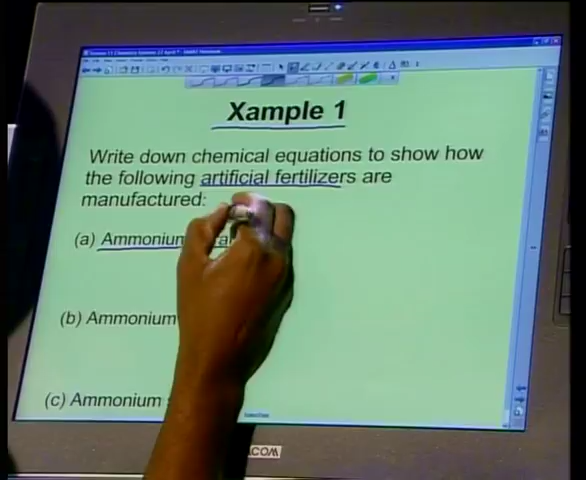 Xample 1
Write down chemical equations to show how
the following artificial fertilizers are
manufactured:
(a) Ammonium
(b) Ammonium
(c) Ammonium